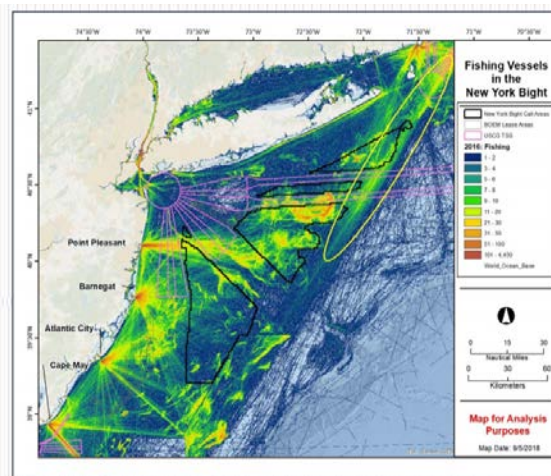 74°30'W 74°W 73°30'W 73°W 72°30'W 72°W 71°30'W
41°N
40°30'N
40°N
39°30'N
39°N
Point Pleasant
Barnegat
Atlantic City
Cape May
Fishing Vessels
in the
New York Bight
New York Bight Call Areas
BOEM Lease Areas
USCG TSS
2016: Fishing
1 - 2
3 - 4
5 - 6
7 - 8
9 - 10
11 - 20
21 - 30
31 - 50
51 - 100
101 - 4,430
World_Ocean_Base
0 15 30
Nautical Miles
0 30 60
Kilometers
Map for Analysis
Purposes
Map Date: 9/5/2018